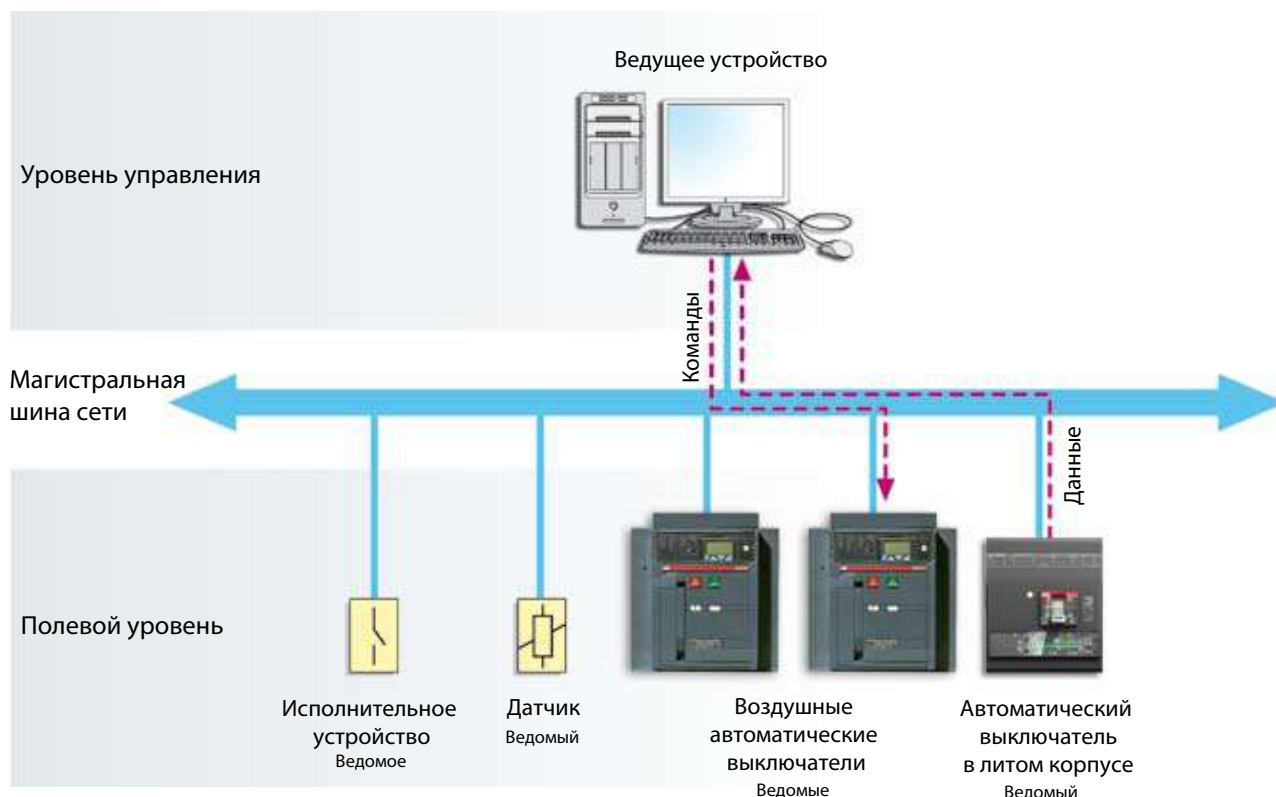 Ведущее устройство
Уровень управления
Команды
Магистральная
шина сети
Данные
Полевой уровень
Исполнительное
устройство
Ведомое
Датчик
Ведомый
Воздушные
автоматические
выключатели
Ведомые
Автоматический
выключатель
в литом корпусе
Ведомый